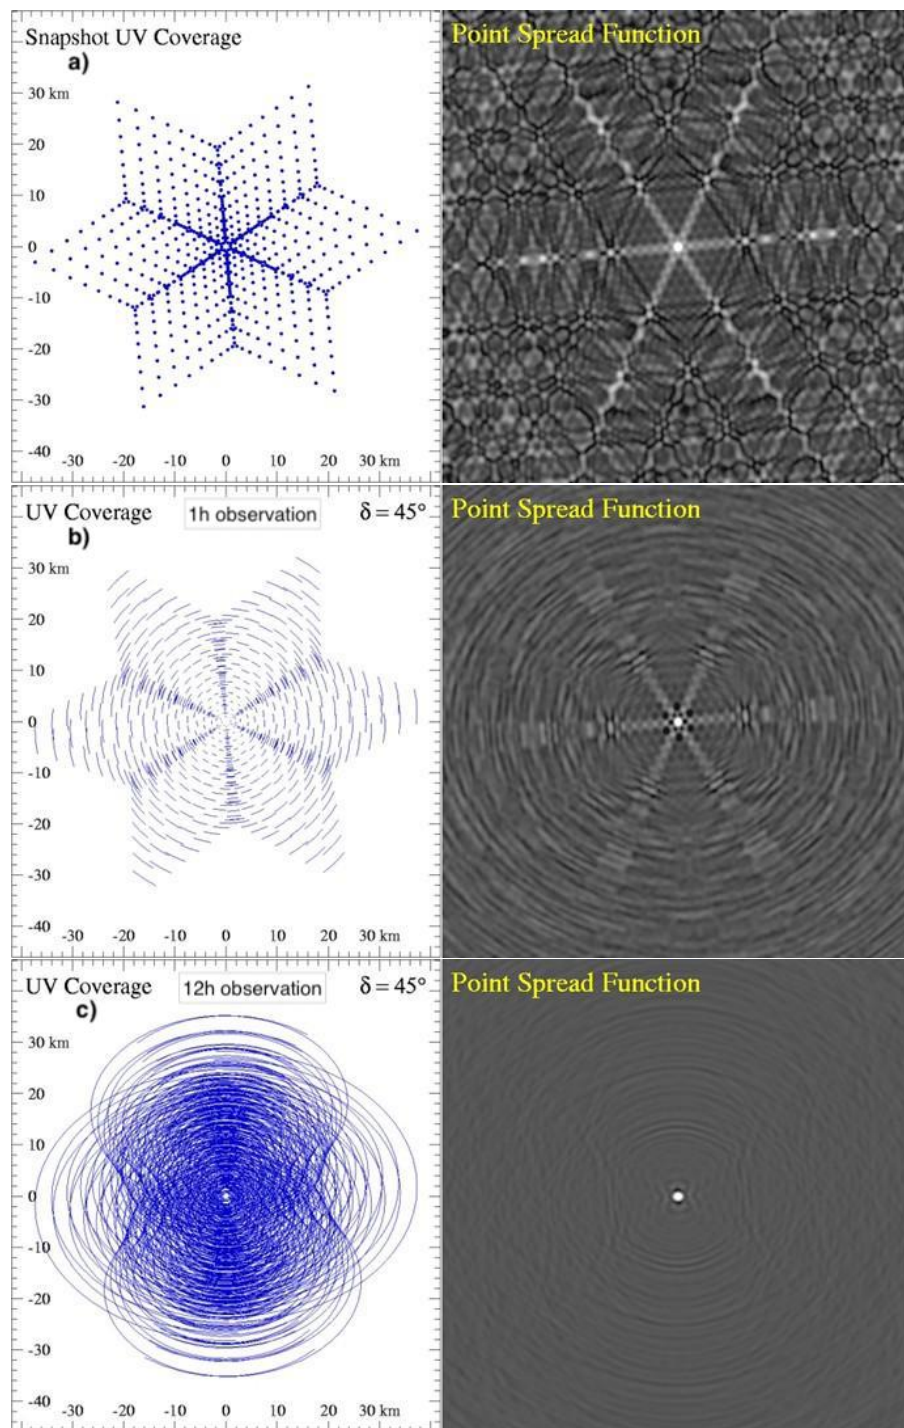 Snapshot UV Coverage
a)
30 km
20
10
0
-10
-20
-30
-40
-30 -20 -10 0 10 20 30 km
Point Spread Function
UV Coverage 1h observation δ = 45°
b)
30 km
20
10
0
-10
-20
-30
-40
-30 -20 -10 0 10 20 30 km
Point Spread Function
UV Coverage 12h observation δ = 45°
c)
30 km
20
10
0
-10
-20
-30
-40
-30 -20 -10 0 10 20 30 km
Point Spread Function